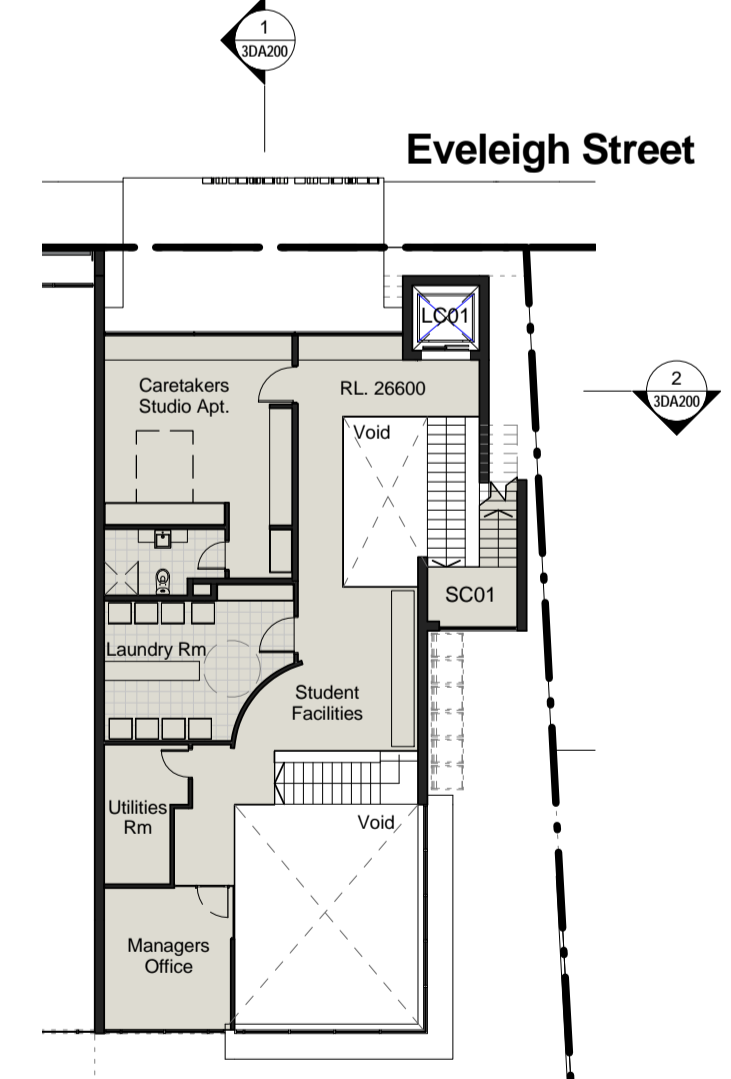 1
3DA200
Eveleigh Street
LC01
Caretakers
Studio Apt.
RL. 26600
2
3DA200
Void
SC01
Laundry Rm
Student
Facilities
Utilities
Rm
Void
Managers
Office